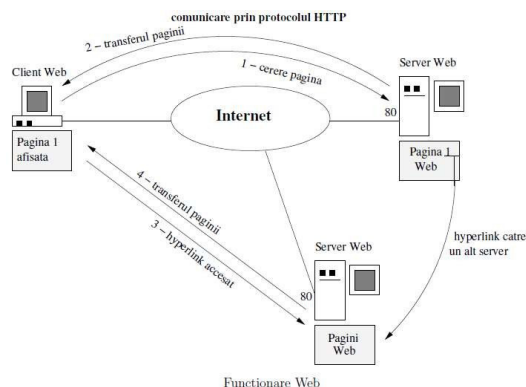 comunicare prin protocolul HTTP
2 – transferul paginii
Client Web
Server Web
1 – cerere pagina
80
Internet
Pagina 1
afisata
Pagina 1
Web
4 – transferul paginii
3 – hyperlink accesat
hyperlink catre
un alt server
Server Web
80
Pagini
Web
Functionare Web